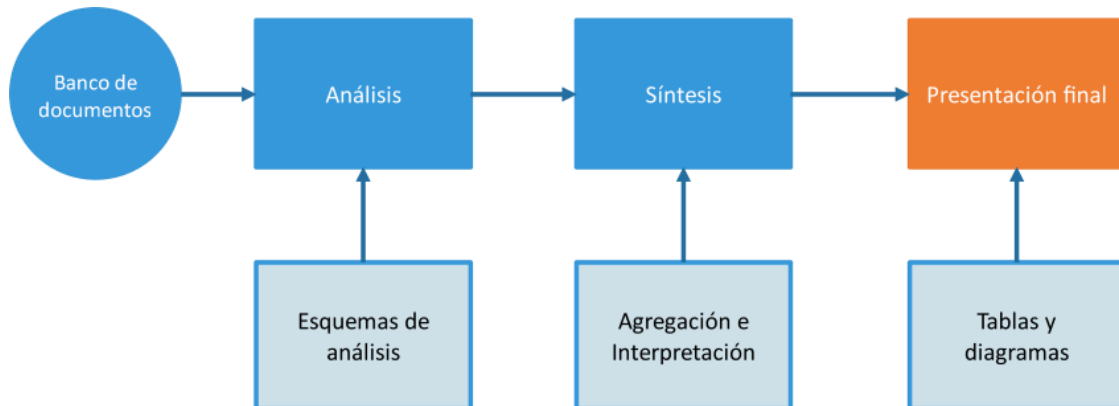 Banco de
documentos
Análisis
Síntesis
Presentación final
Esquemas de
análisis
Agregación e
Interpretación
Tablas y
diagramas